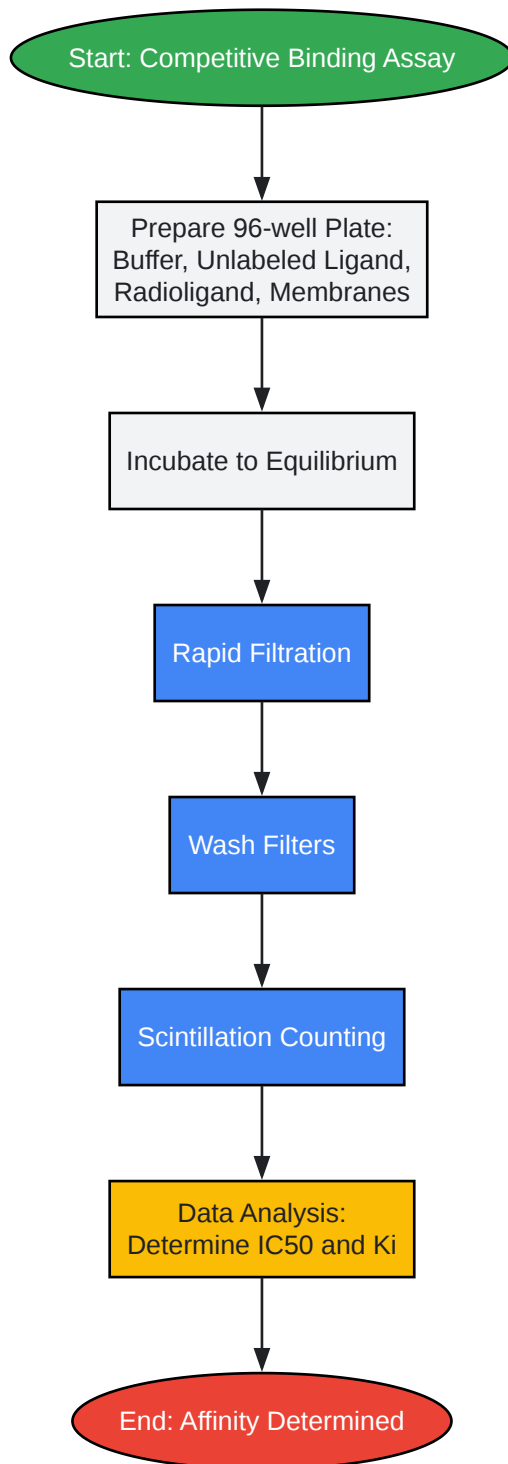 Start: Competitive Binding Assay
Prepare 96-well Plate:
Buffer, Unlabeled Ligand,
Radioligand, Membranes
Incubate to Equilibrium
Rapid Filtration
Wash Filters
Scintillation Counting
Data Analysis:
Determine IC50 and Ki
End: Affinity Determined